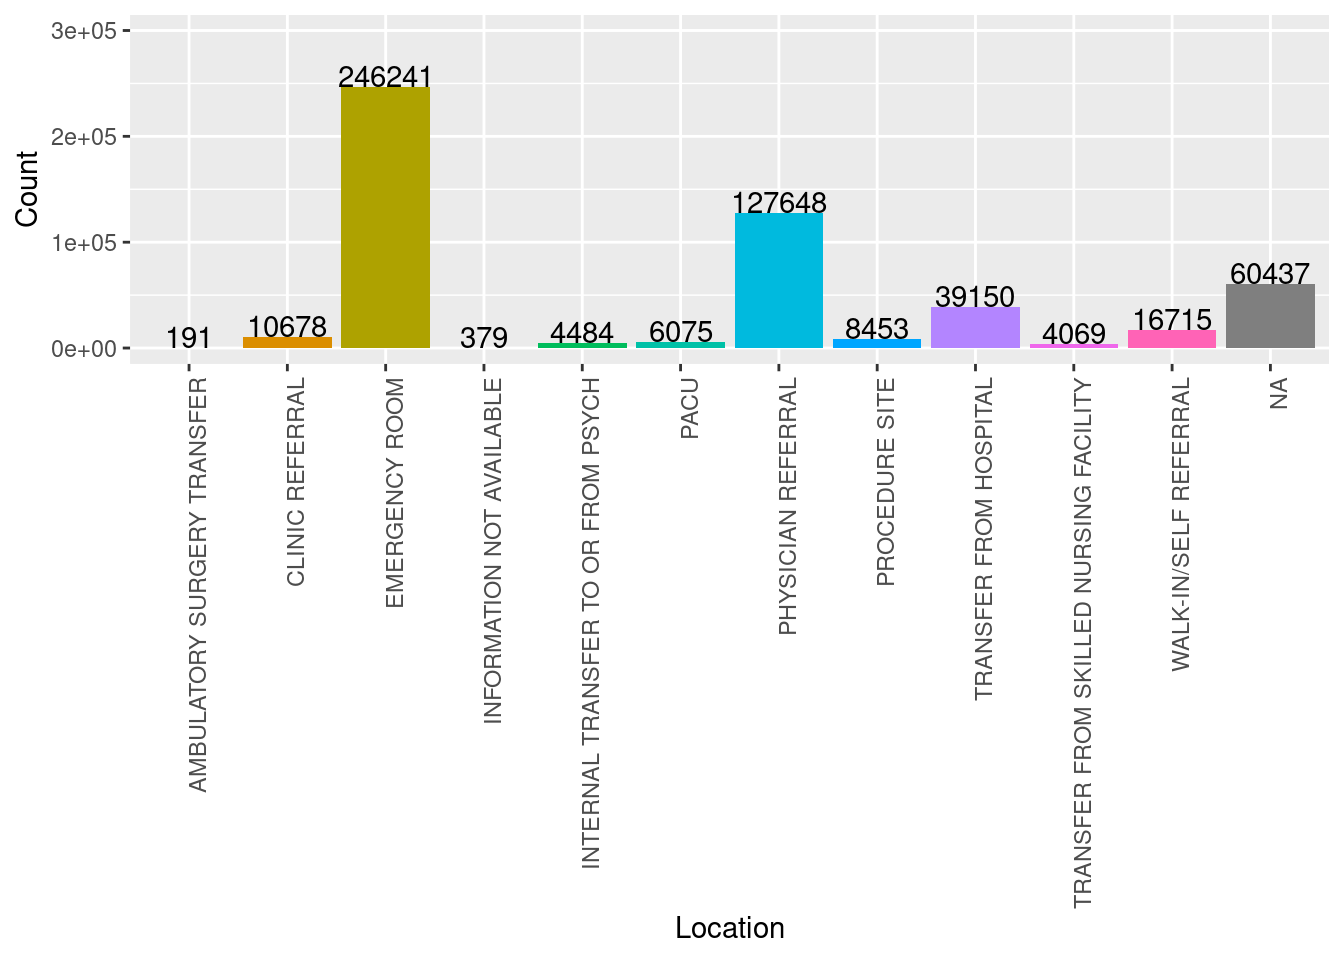 3e+05
2e+05
1e+05
0e+00
Count
191
10678
246241
379
4484
6075
127648
8453
39150
4069
16715
60437
AMBULATORY SURGERY TRANSFER
CLINIC REFERRAL
EMERGENCY ROOM
INFORMATION NOT AVAILABLE
INTERNAL TRANSFER TO OR FROM PSYCH
PACU
PHYSICIAN REFERRAL
PROCEDURE SITE
TRANSFER FROM HOSPITAL
TRANSFER FROM SKILLED NURSING FACILITY
WALK-IN/SELF REFERRAL
NA
Location